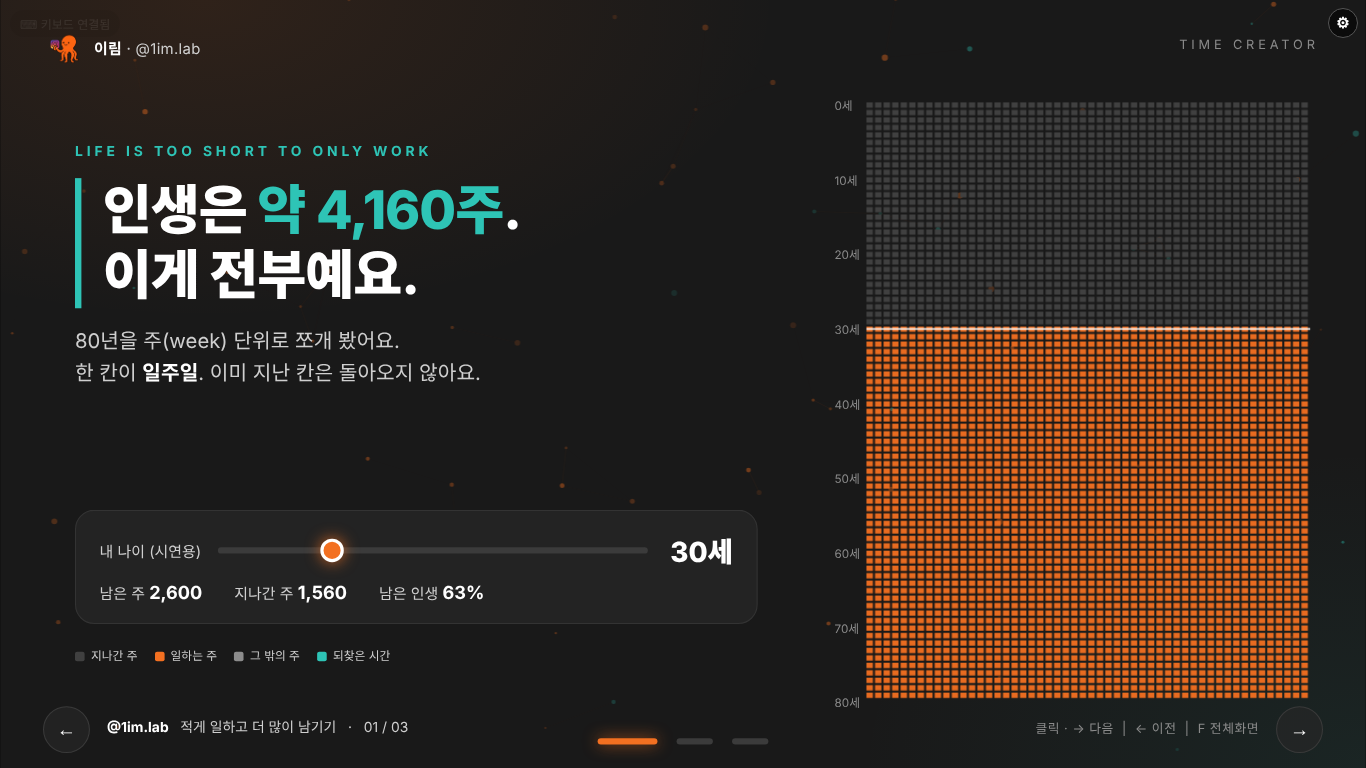 키보드 연결됨
이림 · @1im.lab
TIME CREATOR
⚙
LIFE IS TOO SHORT TO ONLY WORK
인생은 약 4,160주.
이게 전부예요.
80년을 주(week) 단위로 쪼개 봤어요.
한 칸이 일주일. 이미 지난 칸은 돌아오지 않아요.
내 나이 (시연용)
30세
남은 주 2,600 지나간 주 1,560 남은 인생 63%
지나간 주 일하는 주 그 밖의 주 되찾은 시간
0세
10세
20세
30세
40세
50세
60세
70세
80세
← @1im.lab 적게 일하고 더 많이 남기기 · 01 / 03
클릭 · → 다음 | ← 이전 | F 전체화면 →